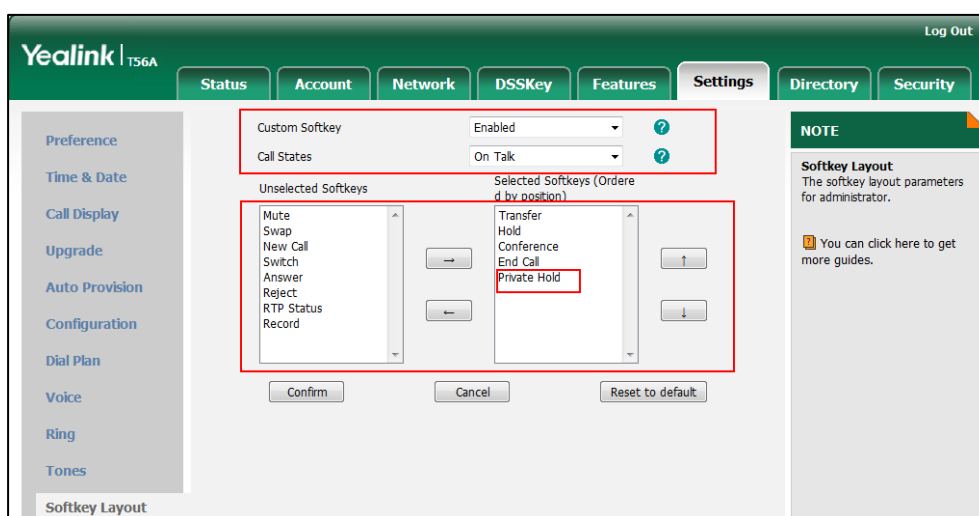 Log Out
Yealink | T56A
Status Account Network DSSKey Features Settings Directory Security
Preference
Time & Date
Call Display
Upgrade
Auto Provision
Configuration
Dial Plan
Voice
Ring
Tones
Softkey Layout
Custom Softkey Enabled ?
Call States On Talk ?
Unselected Softkeys
Selected Softkeys (Ordere
d by position)
Mute
Swap
New Call
Switch
Answer
Reject
RTP Status
Record
→
←
Transfer
Hold
Conference
End Call
Private Hold
↑
↓
Confirm Cancel Reset to default
NOTE
Softkey Layout
The softkey layout parameters
for administrator.
? You can click here to get
more guides.